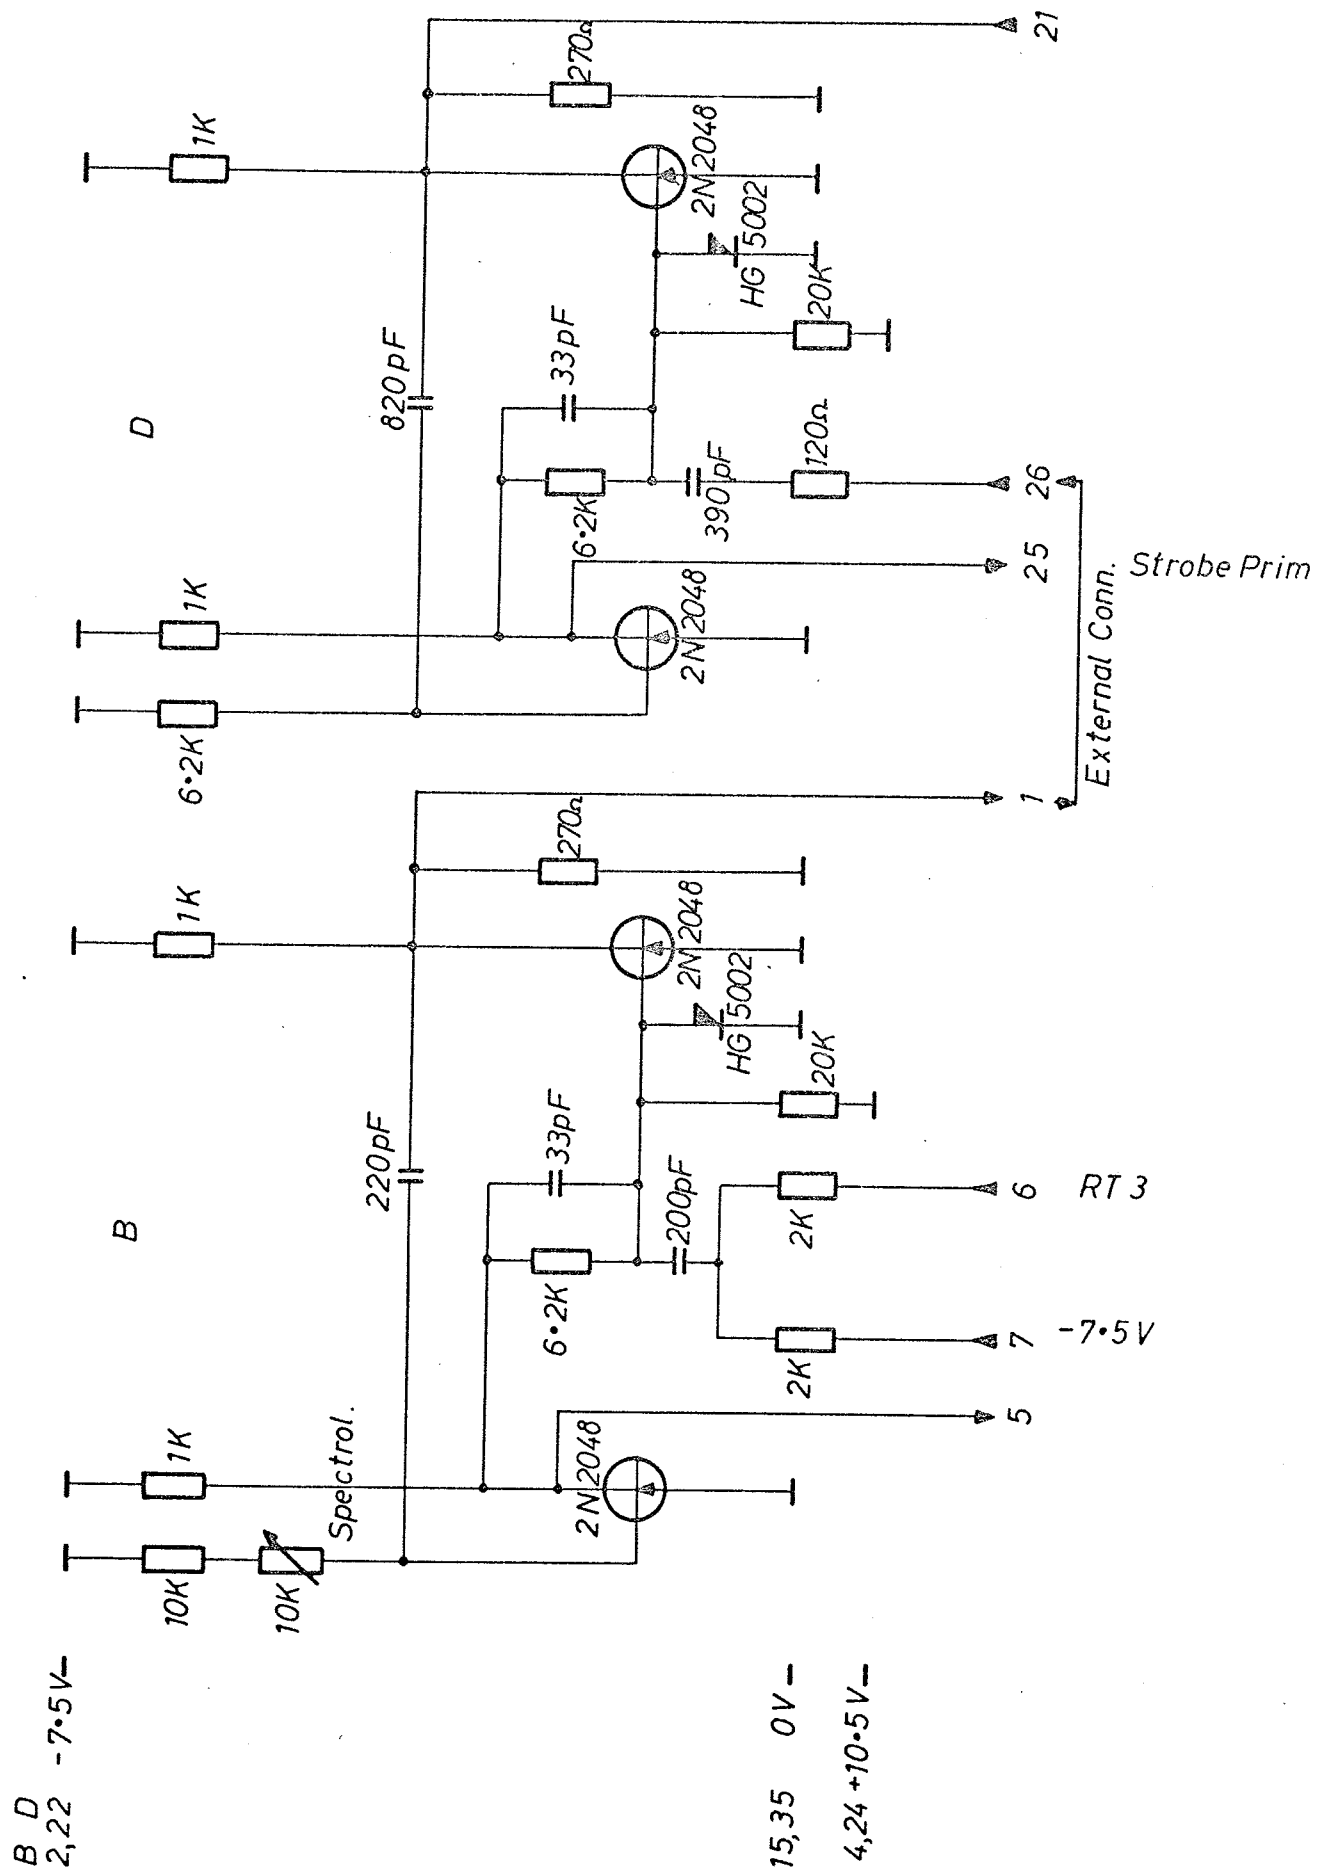 B D
2,22 -7•5V
15,35 0V
4,24 +10•5V
B
D
10K
10K
Spectrol.
1K
220pF
1K
6•2K
1K
820pF
1K
2N2048
6•2K
33pF
200pF
2K
2K
20K
HG 5002
2N2048
270Ω
2N2048
6•2K
33pF
390pF
120Ω
20K
HG 5002
2N2048
270Ω
5
7 -7•5V
6 RT3
1
25
26
21
External Conn.
Strobe Prim